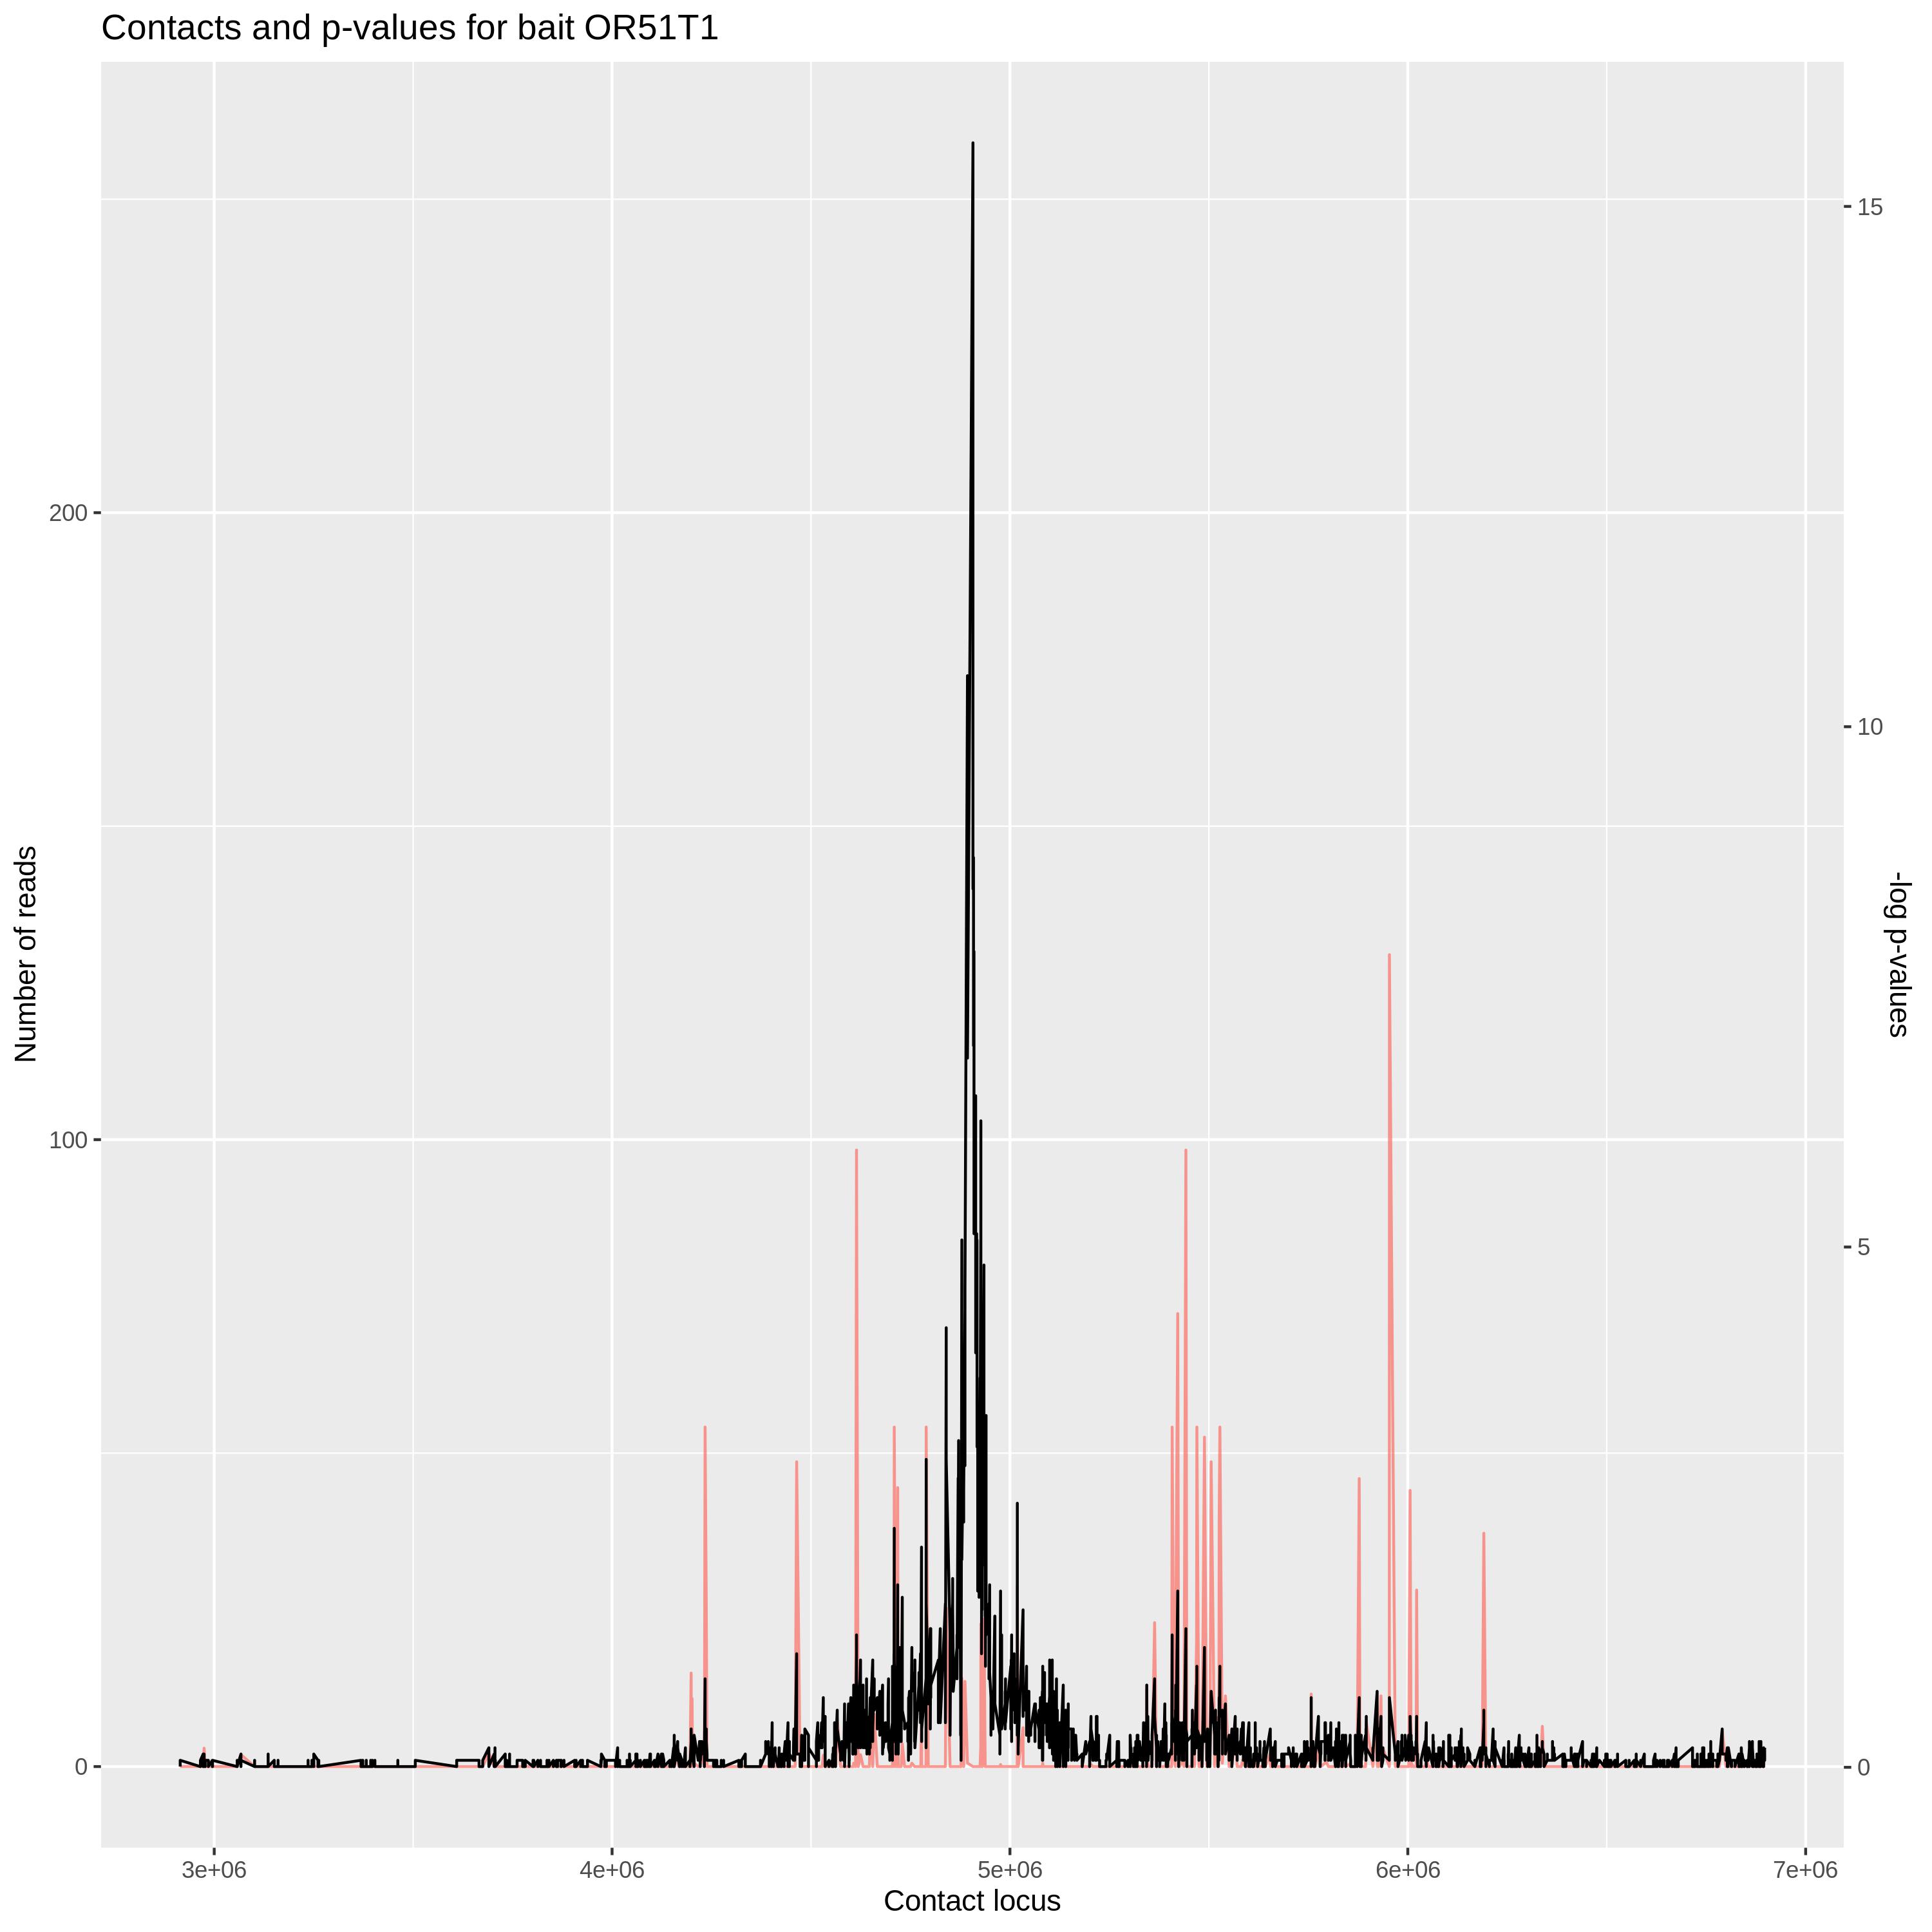 Contacts and p-values for bait OR51T1
Number of reads
200
100
0
15
10
5
0
-log p-values
3e+06
4e+06
5e+06
6e+06
7e+06
Contact locus